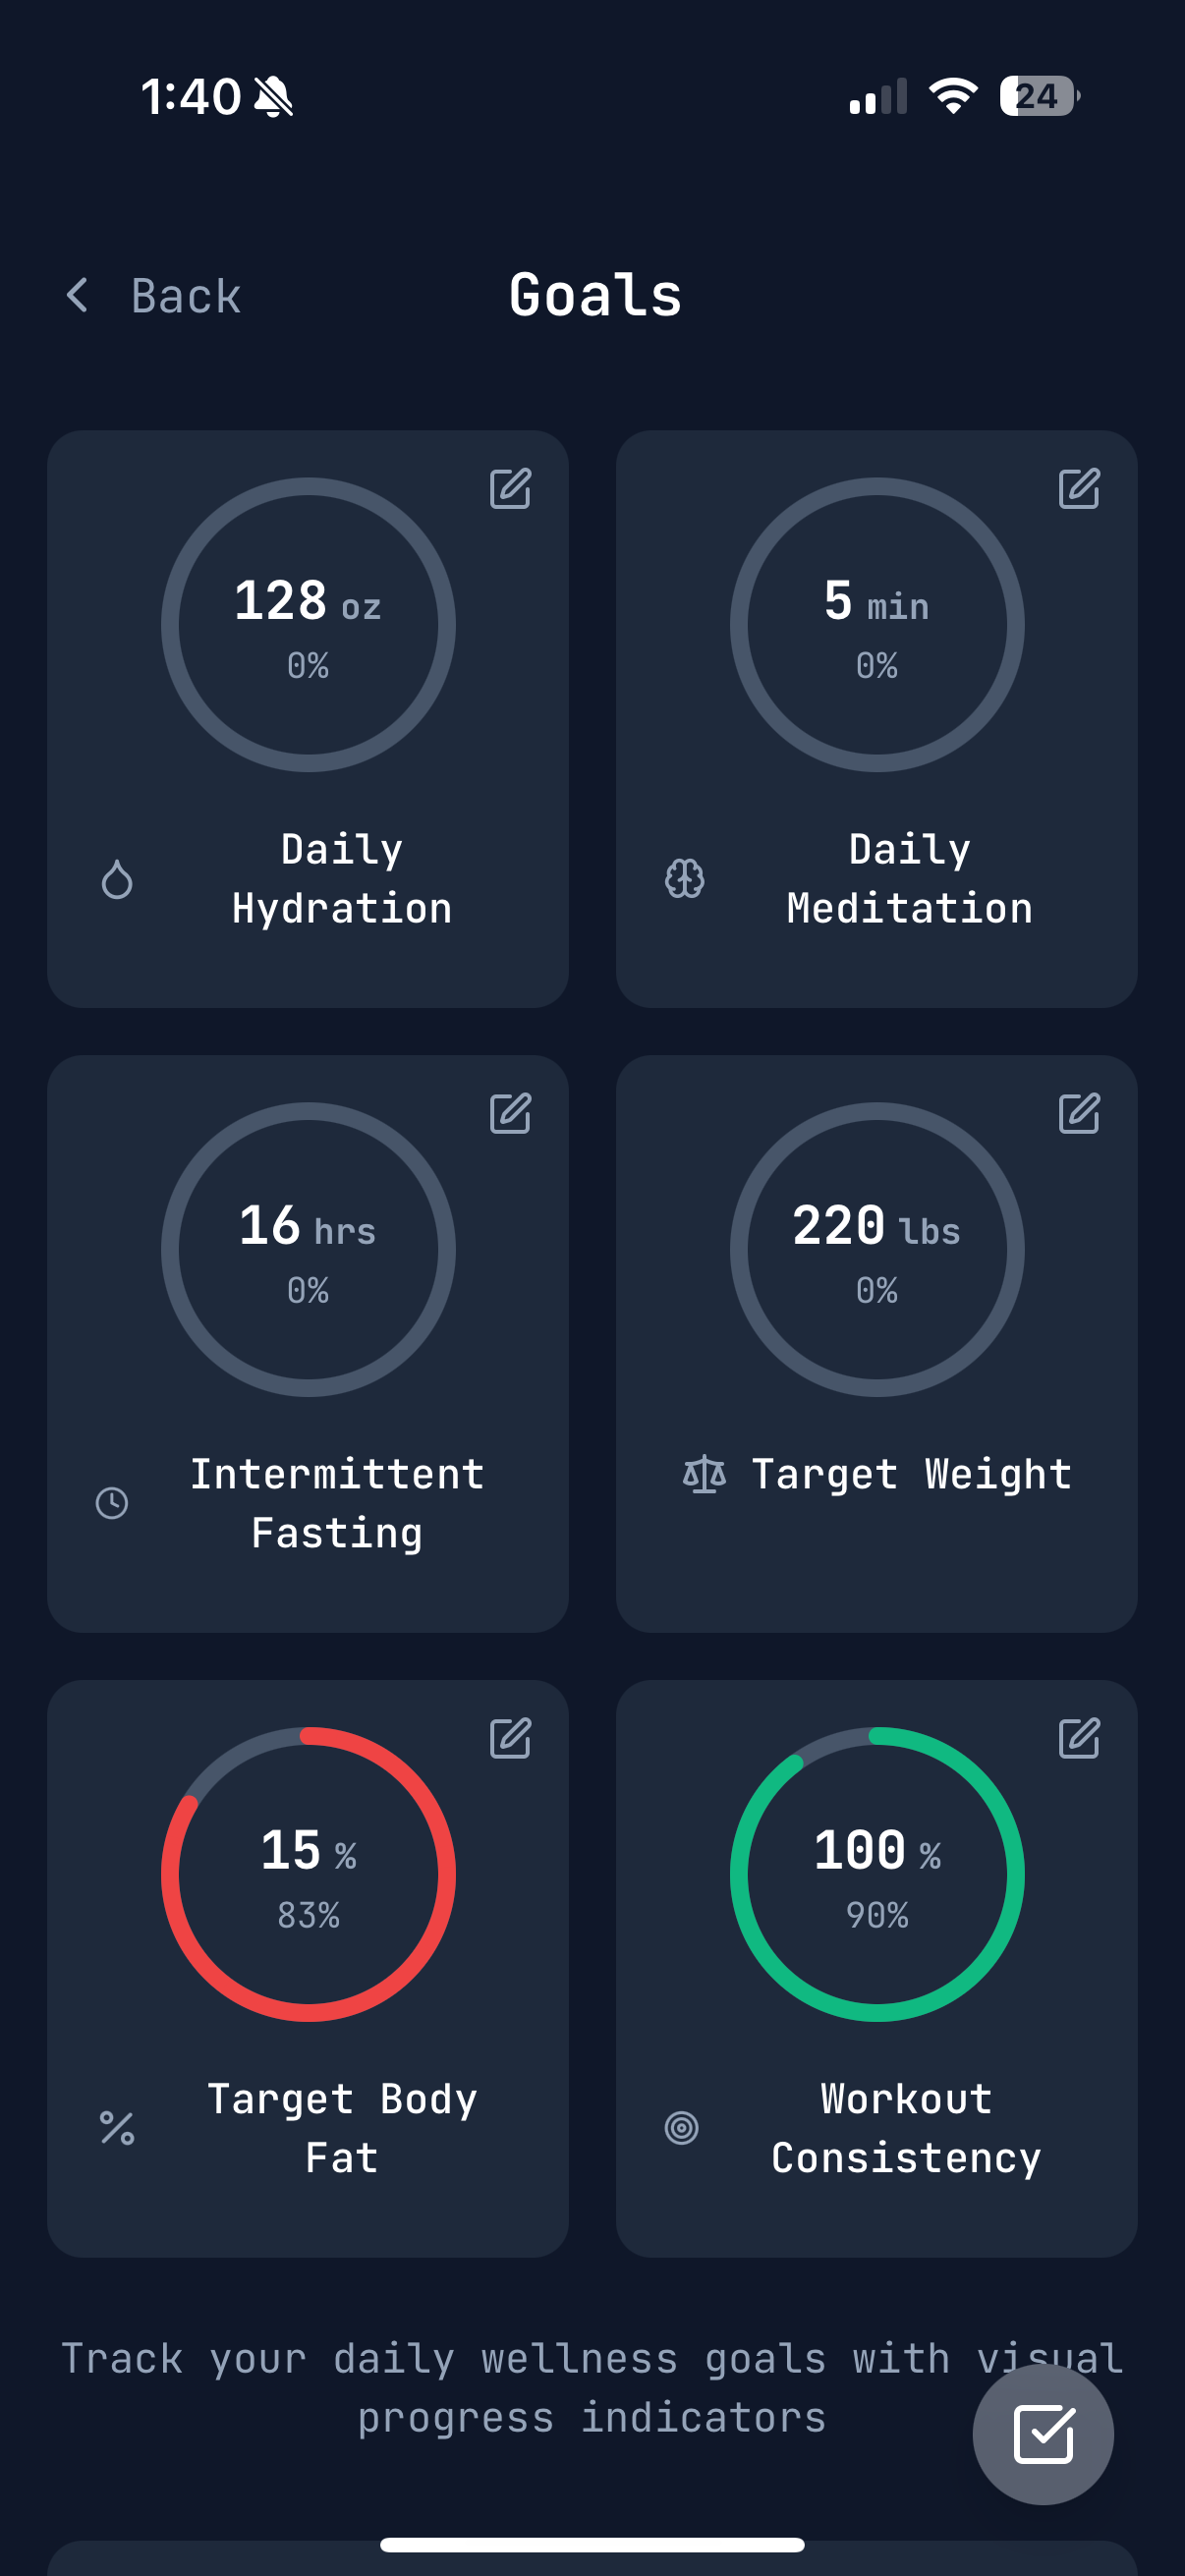 1:40
24
Back
Goals
128 oz
0%
Daily
Hydration
5 min
0%
Daily
Meditation
16 hrs
0%
Intermittent
Fasting
220 lbs
0%
Target Weight
15 %
83%
Target Body
Fat
100 %
90%
Workout
Consistency
Track your daily wellness goals with visual
progress indicators